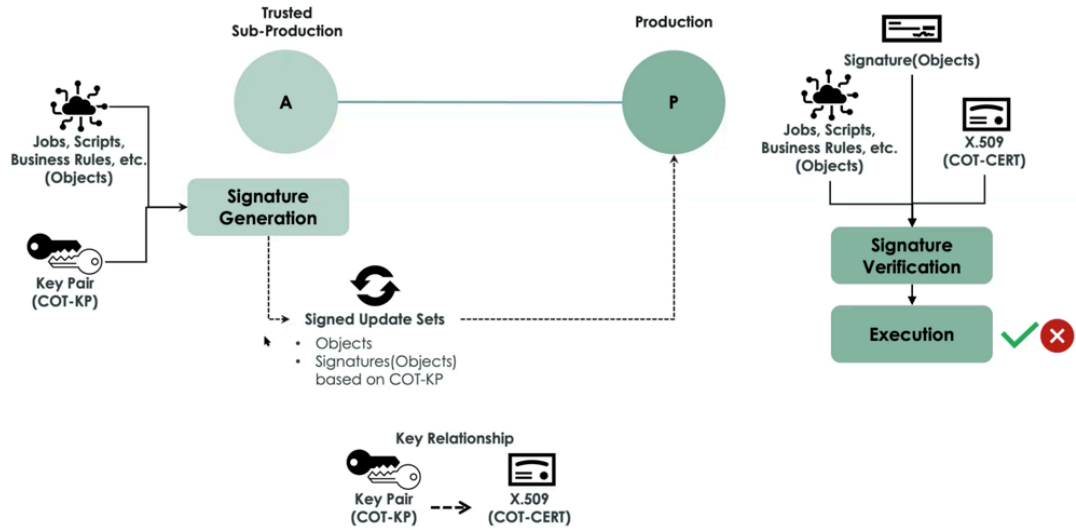 Trusted
Sub-Production
A
Production
P
Jobs, Scripts,
Business Rules, etc.
(Objects)
Key Pair
(COT-KP)
Signature
Generation
Signed Update Sets
• Objects
• Signatures(Objects)
based on COT-KP
Signature(Objects)
Jobs, Scripts,
Business Rules, etc.
(Objects)
X.509
(COT-CERT)
Signature
Verification
Execution
Key Relationship
Key Pair
(COT-KP)
X.509
(COT-CERT)